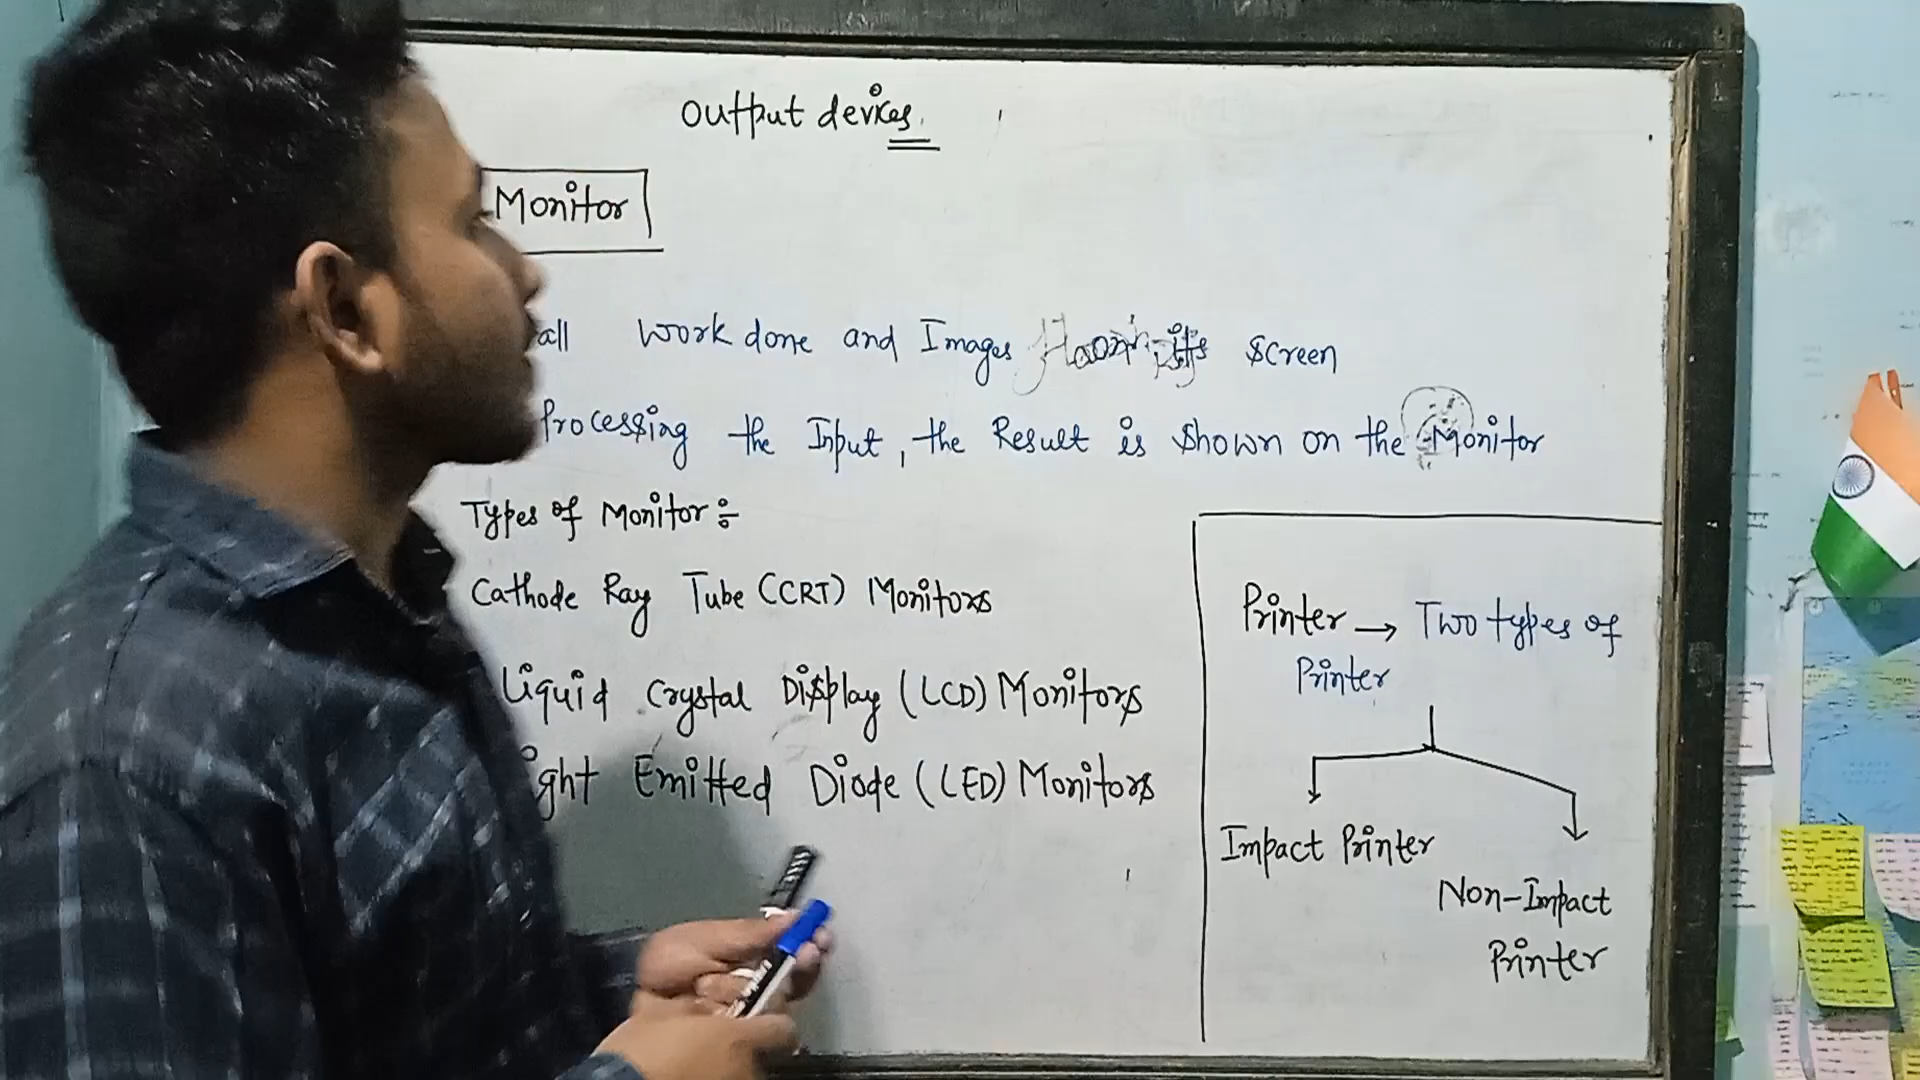 Output devices.
Monitor
all Work done and Images its Screen
Processing the Input, the Result is Shown on the Monitor
Types of Monitor ÷
Cathode Ray Tube (CRT) Monitors
Liquid Crystal Display (LCD) Monitors
ight Emitted Diode (LED) Monitors
Printer → Two types of
Printer
Impact Printer
Non-Impact
Printer